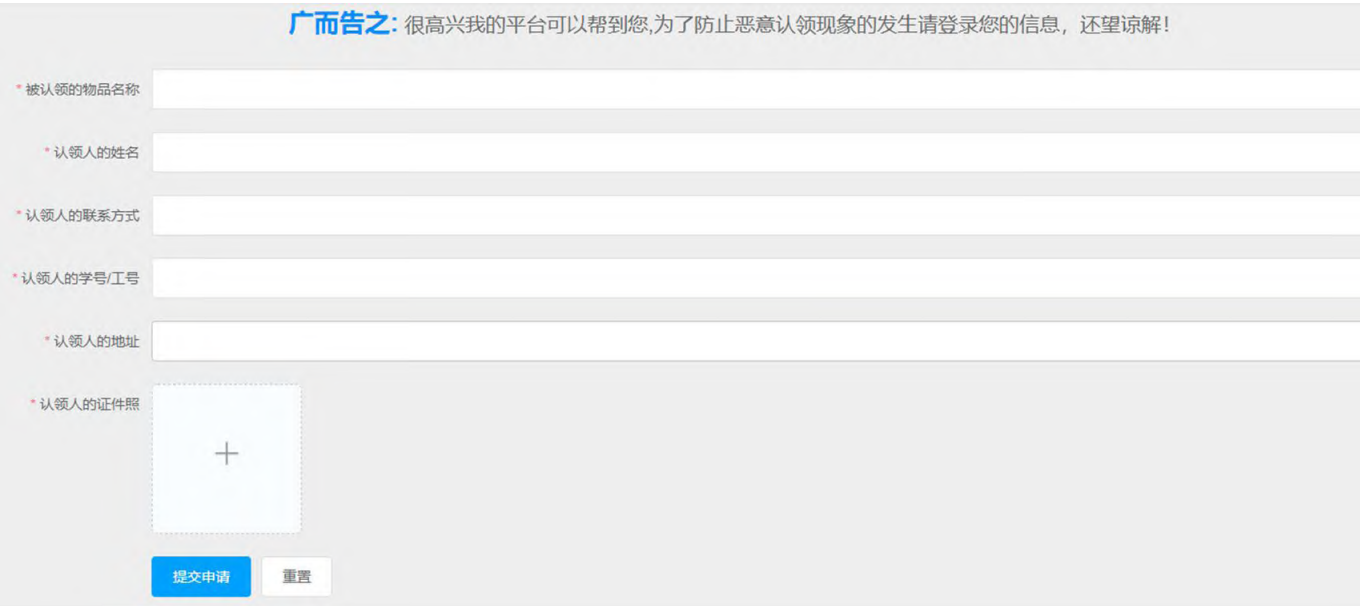 广而告之: 很高兴我的平台可以帮到您,为了防止恶意认领现象的发生请登录您的信息，还望谅解！
* 被认领的物品名称
* 认领人的姓名
* 认领人的联系方式
* 认领人的学号/工号
* 认领人的地址
* 认领人的证件照
提交申请 重置